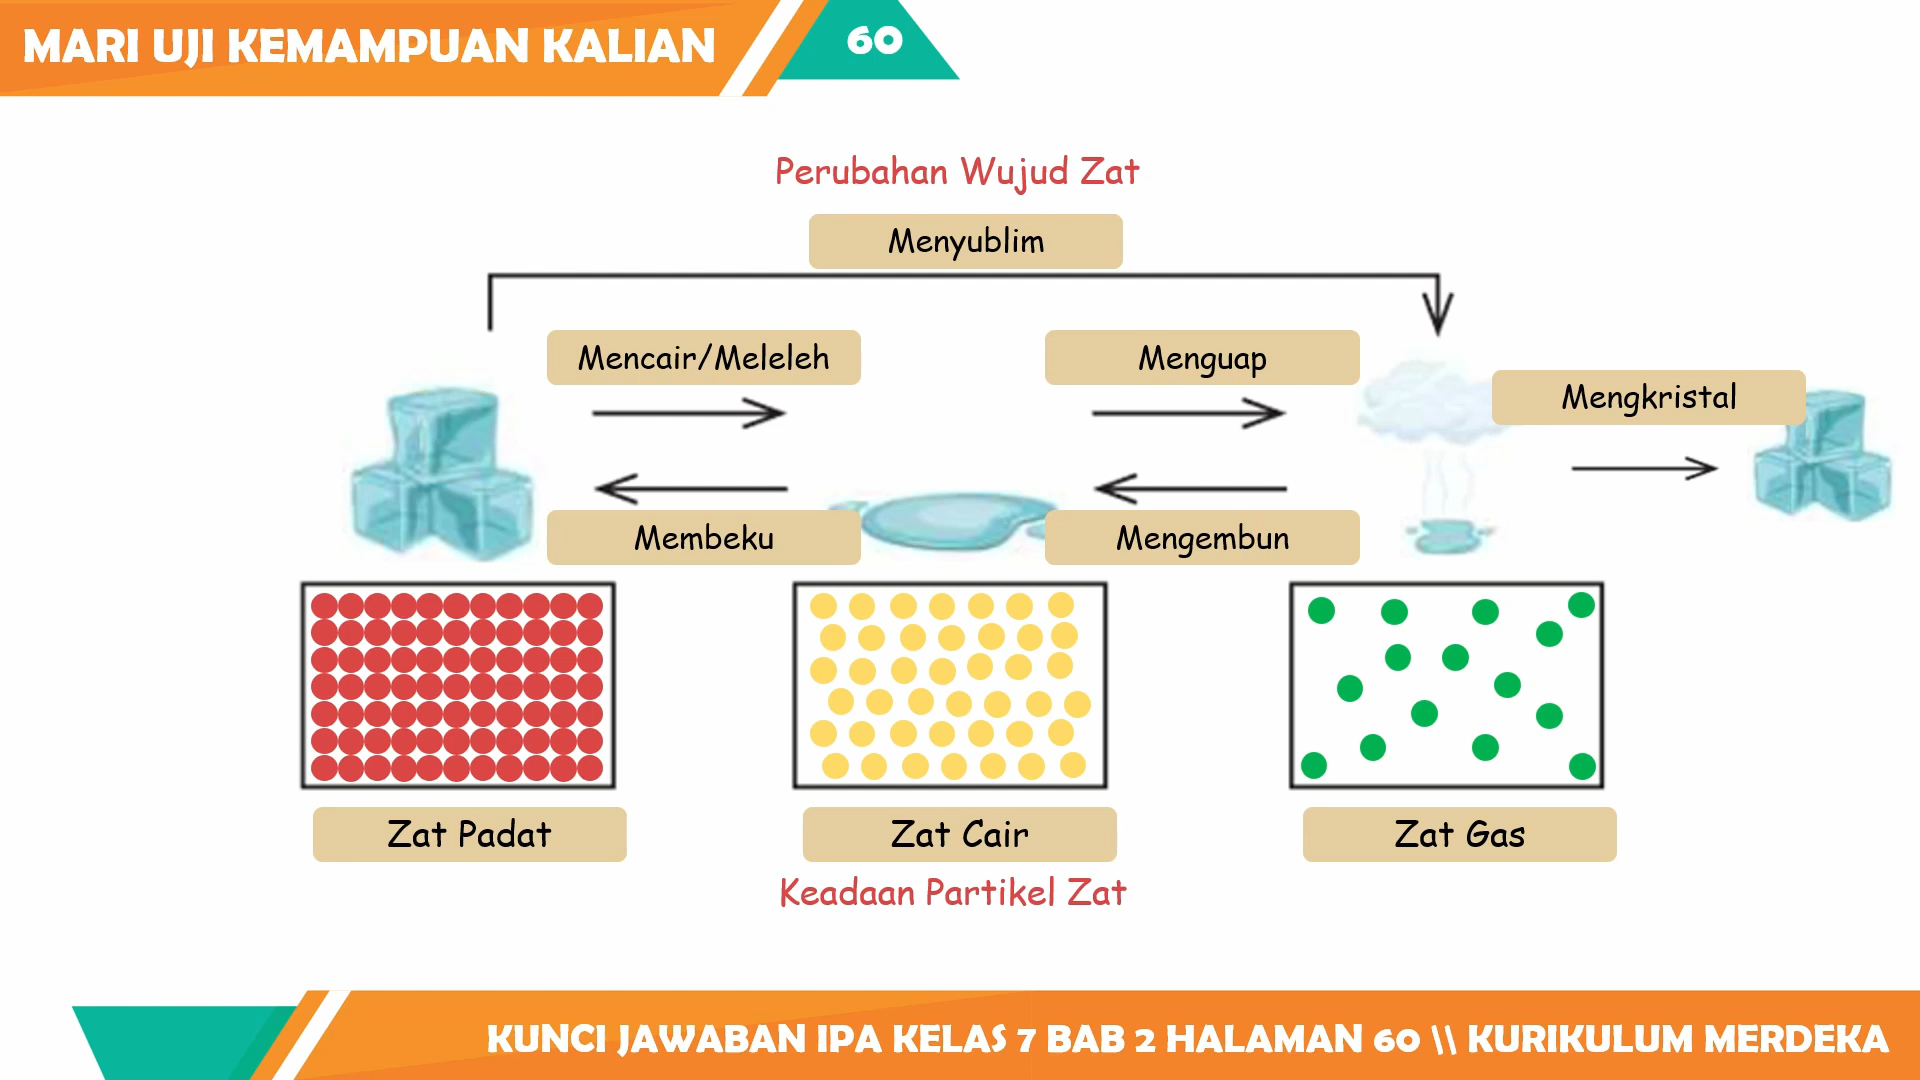 MARI UJI KEMAMPUAN KALIAN
60
Perubahan Wujud Zat
Menyublim
Mencair/Meleleh
Menguap
Mengkristal
Membeku
Mengembun
Zat Padat
Zat Cair
Zat Gas
Keadaan Partikel Zat
KUNCI JAWABAN IPA KELAS 7 BAB 2 HALAMAN 60 \\ KURIKULUM MERDEKA